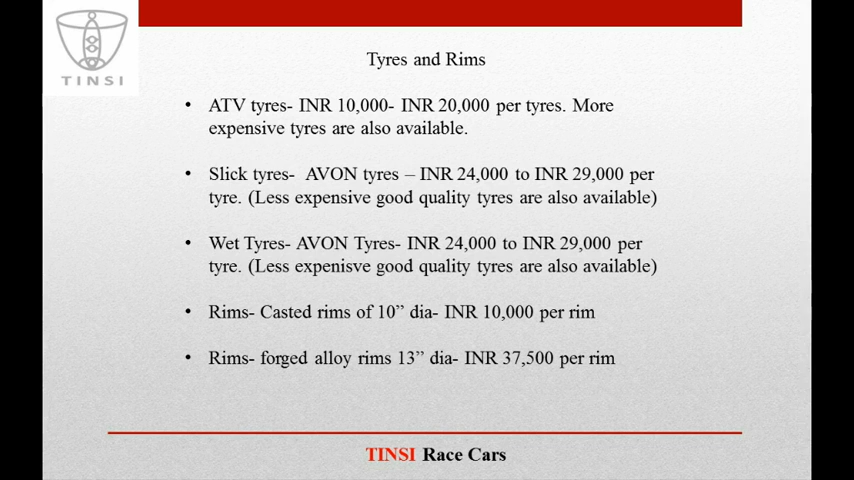 TINSI
Tyres and Rims
• ATV tyres- INR 10,000- INR 20,000 per tyres. More
expensive tyres are also available.
• Slick tyres- AVON tyres – INR 24,000 to INR 29,000 per
tyre. (Less expensive good quality tyres are also available)
• Wet Tyres- AVON Tyres- INR 24,000 to INR 29,000 per
tyre. (Less expenisve good quality tyres are also available)
• Rims- Casted rims of 10” dia- INR 10,000 per rim
• Rims- forged alloy rims 13” dia- INR 37,500 per rim
TINSI Race Cars